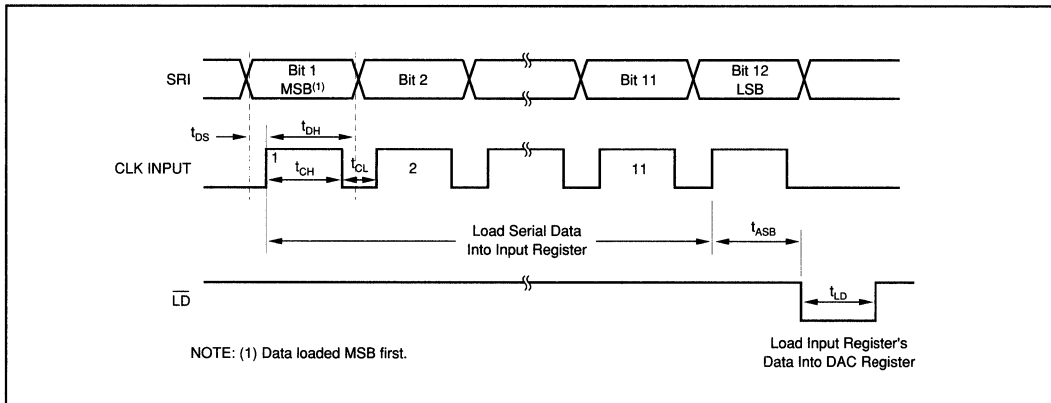 SRI
Bit 1
MSB(1)
Bit 2
Bit 11
Bit 12
LSB
tDS
tDH
CLK INPUT
1
tCH
tCL
2
11
Load Serial Data
Into Input Register
tASB
LD
tLD
Load Input Register's
Data Into DAC Register
NOTE: (1) Data loaded MSB first.